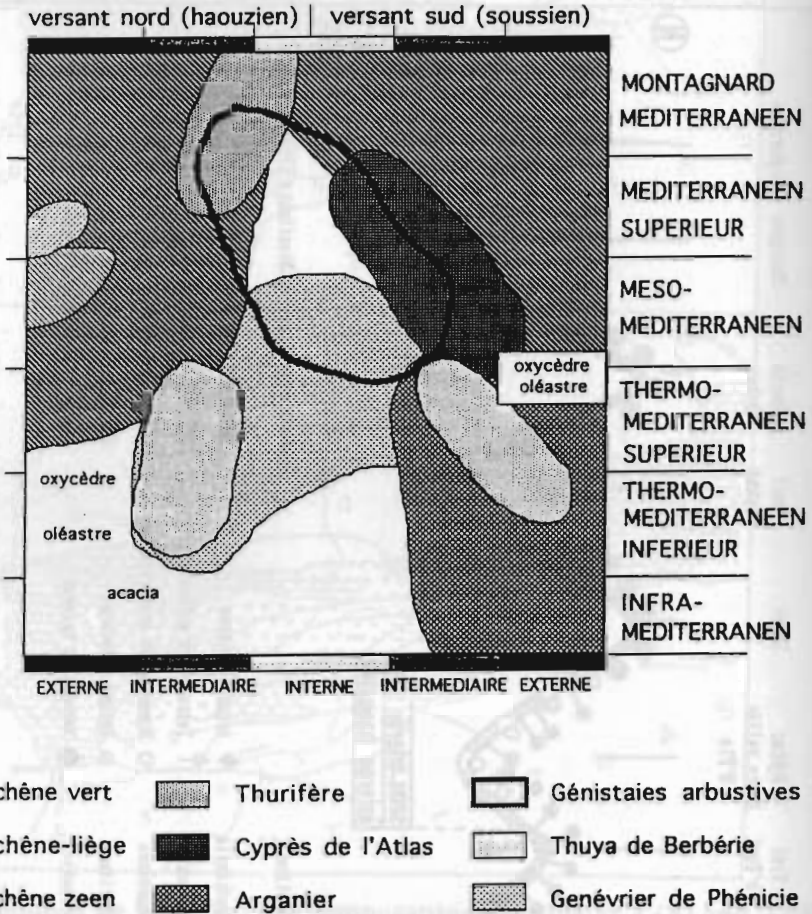 versant nord (haouzien) | versant sud (soussien)
MONTAGNARD
MEDITERRANEEN
MEDITERRANEEN
SUPERIEUR
MESO-
MEDITERRANEEN
oxycèdre
oléastre
THERMO-
MEDITERRANEEN
SUPERIEUR
oxycèdre
oléastre
THERMO-
MEDITERRANEEN
INFERIEUR
acacia
INFRA-
MEDITERRANEN
EXTERNE INTERMEDIAIRE INTERNE INTERMEDIAIRE EXTERNE
chêne vert Thurifère Génistaies arbustives
chêne-liège Cyprès de l'Atlas Thuya de Berbérie
chêne zeen Arganier Genévrier de Phénicie